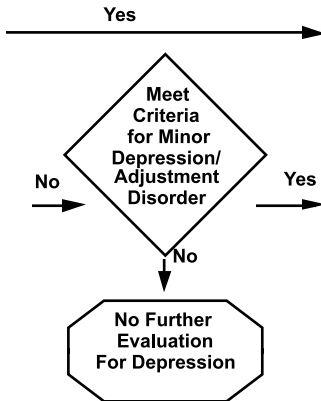 Yes
Meet
Criteria
for Minor
Depression/
Adjustment
Disorder
No
Yes
No
No Further
Evaluation
For Depression